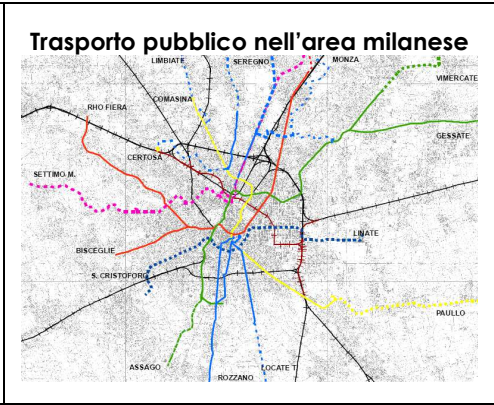 Trasporto pubblico nell'area milanese
LIMBIATE
SEREGNO
MONZA
VIMERCATE
COMASINA
RHO FIERA
GESSATE
CERTOSA
SETTIMO M.
LINATE
BISCEGLIE
S. CRISTOFORO
PAULLO
ASSAGO
LOCATE T.
ROZZANO